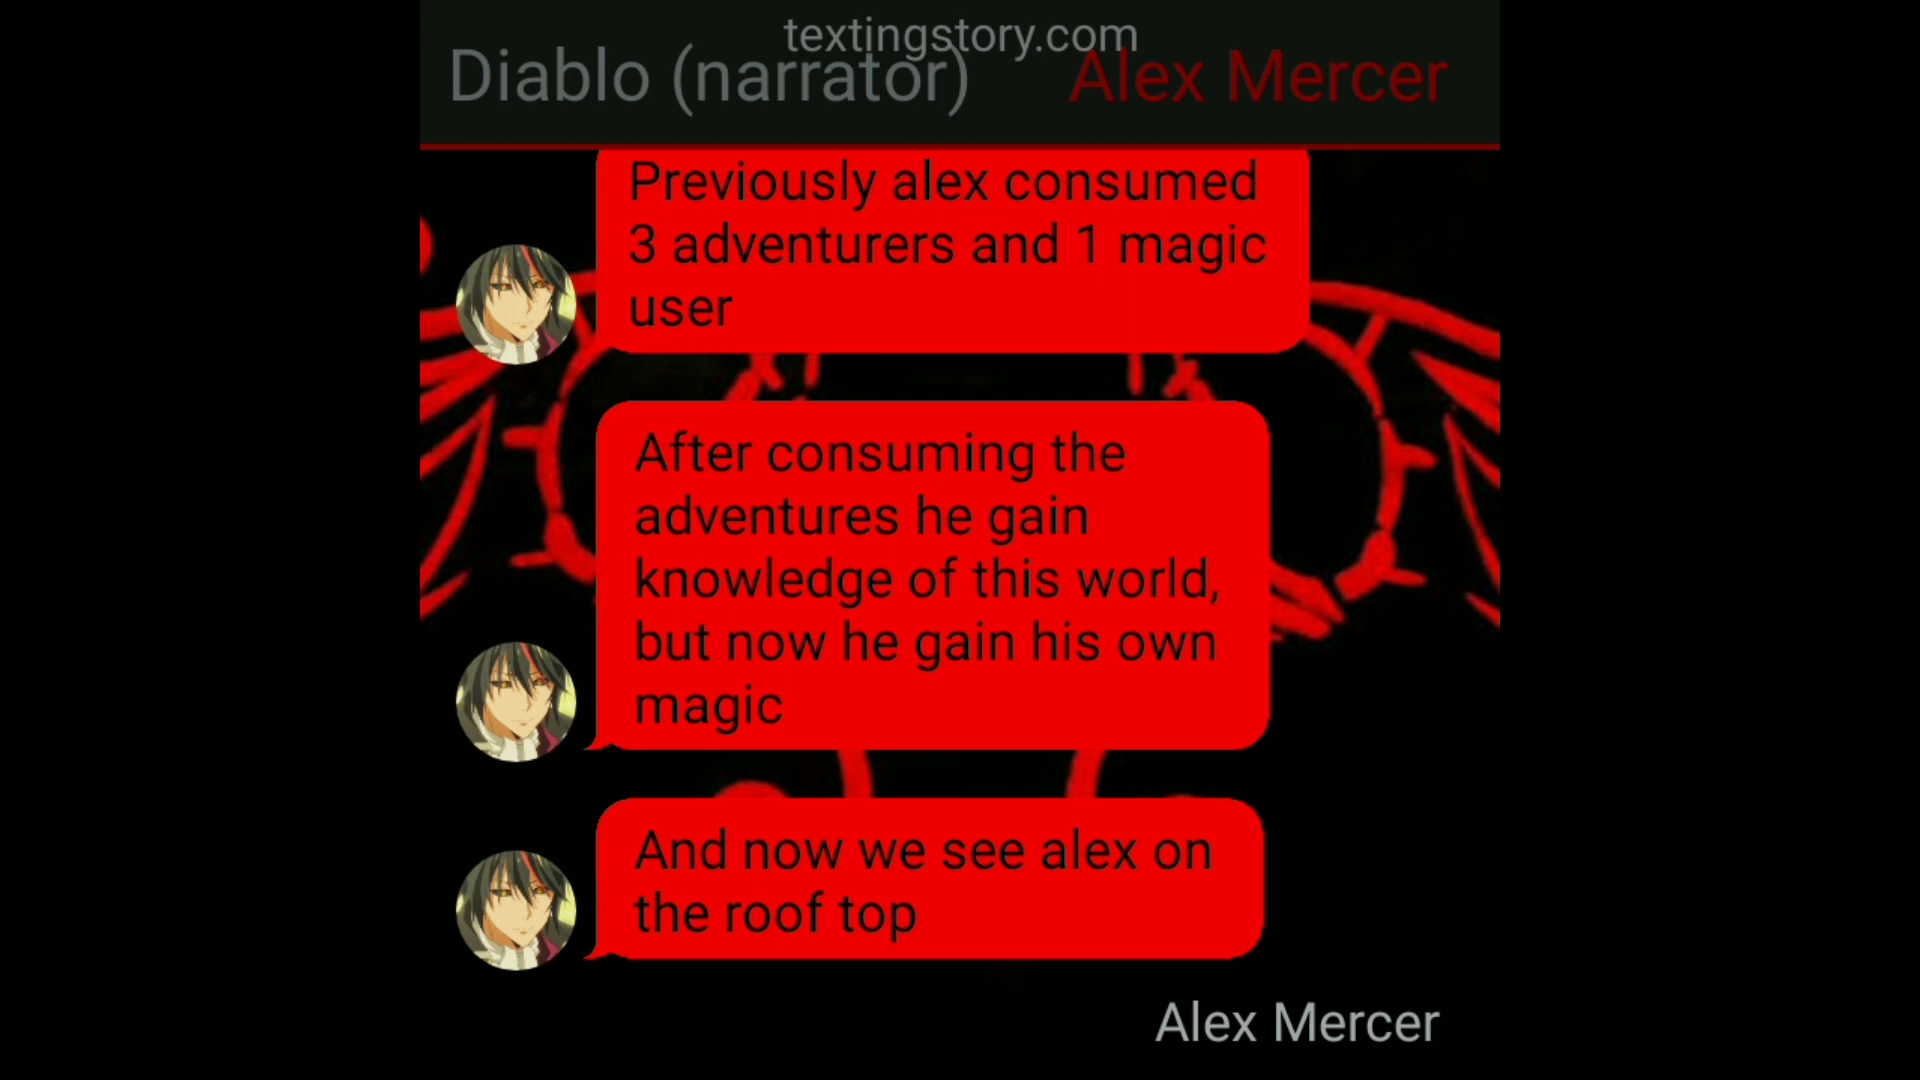 textingstory.com
Diablo (narrator)
Alex Mercer
Previously alex consumed
3 adventurers and 1 magic
user
After consuming the
adventures he gain
knowledge of this world,
but now he gain his own
magic
And now we see alex on
the roof top
Alex Mercer